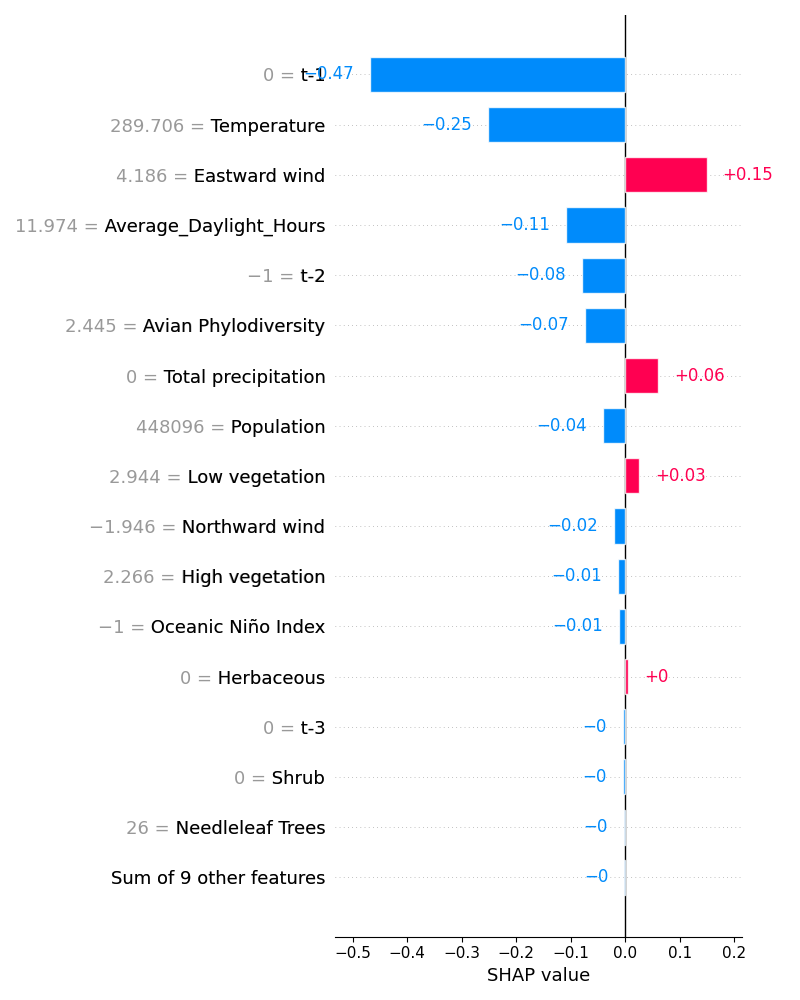 0 = t-1 −0.47
289.706 = Temperature −0.25
4.186 = Eastward wind +0.15
11.974 = Average_Daylight_Hours −0.11
−1 = t-2 −0.08
2.445 = Avian Phylodiversity −0.07
0 = Total precipitation +0.06
448096 = Population −0.04
2.944 = Low vegetation +0.03
−1.946 = Northward wind −0.02
2.266 = High vegetation −0.01
−1 = Oceanic Niño Index −0.01
0 = Herbaceous +0
0 = t-3 −0
0 = Shrub −0
26 = Needleleaf Trees −0
Sum of 9 other features −0
−0.5 −0.4 −0.3 −0.2 −0.1 0.0 0.1 0.2
SHAP value